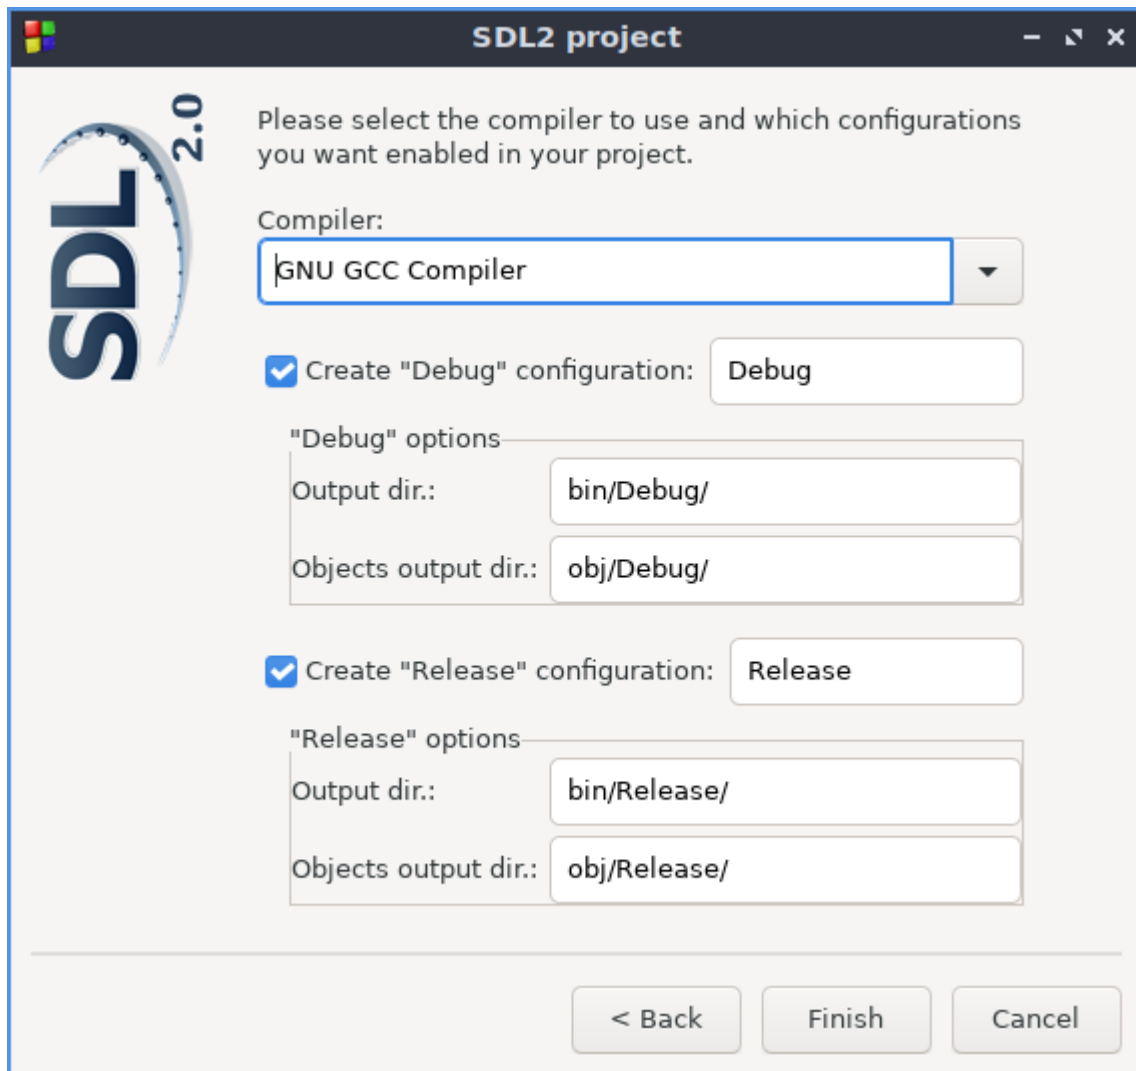 SDL2 project
SDL 2.0
Please select the compiler to use and which configurations
you want enabled in your project.
Compiler:
GNU GCC Compiler
Create "Debug" configuration: Debug
"Debug" options
Output dir.: bin/Debug/
Objects output dir.: obj/Debug/
Create "Release" configuration: Release
"Release" options
Output dir.: bin/Release/
Objects output dir.: obj/Release/
< Back Finish Cancel